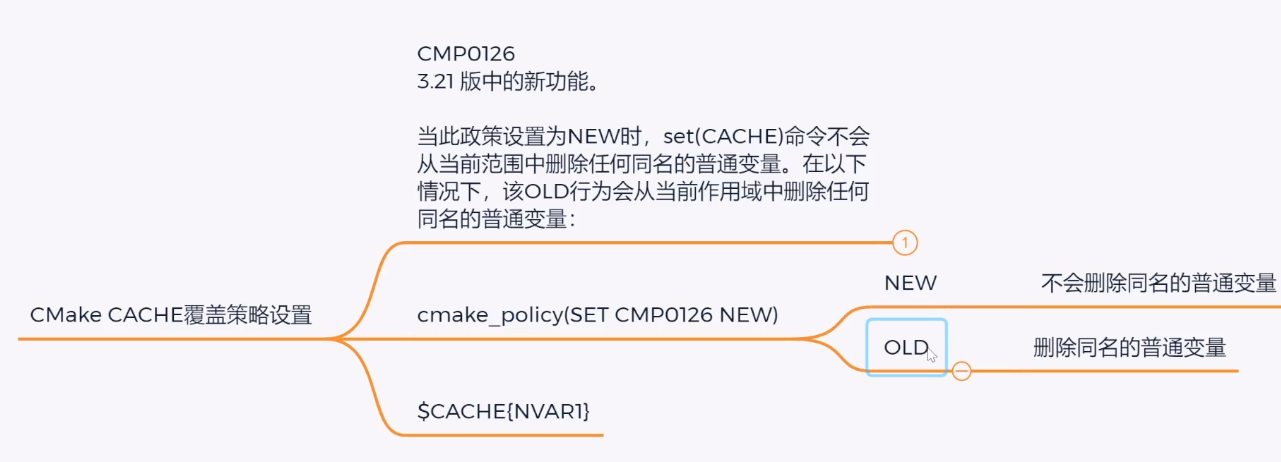 CMP0126
3.21 版中的新功能。
当此政策设置为NEW时，set(CACHE)命令不会
从当前范围中删除任何同名的普通变量。在以下
情况下，该OLD行为会从当前作用域中删除任何
同名的普通变量：
1
CMake CACHE覆盖策略设置
cmake_policy(SET CMP0126 NEW)
NEW
不会删除同名的普通变量
OLD
删除同名的普通变量
$CACHE{NVAR1}